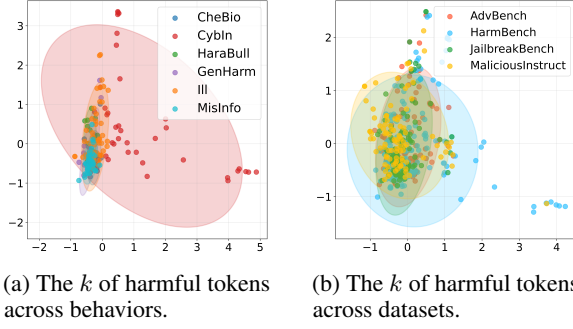 CheBio
CybIn
HaraBull
GenHarm
Ill
MisInfo
3
2
1
0
−1
−2
−2 −1 0 1 2 3 4 5
(a) The k of harmful tokens
across behaviors.
AdvBench
HarmBench
JailbreakBench
MaliciousInstruct
2
1
0
−1
−1 0 1 2 3 4
(b) The k of harmful tokens
across datasets.